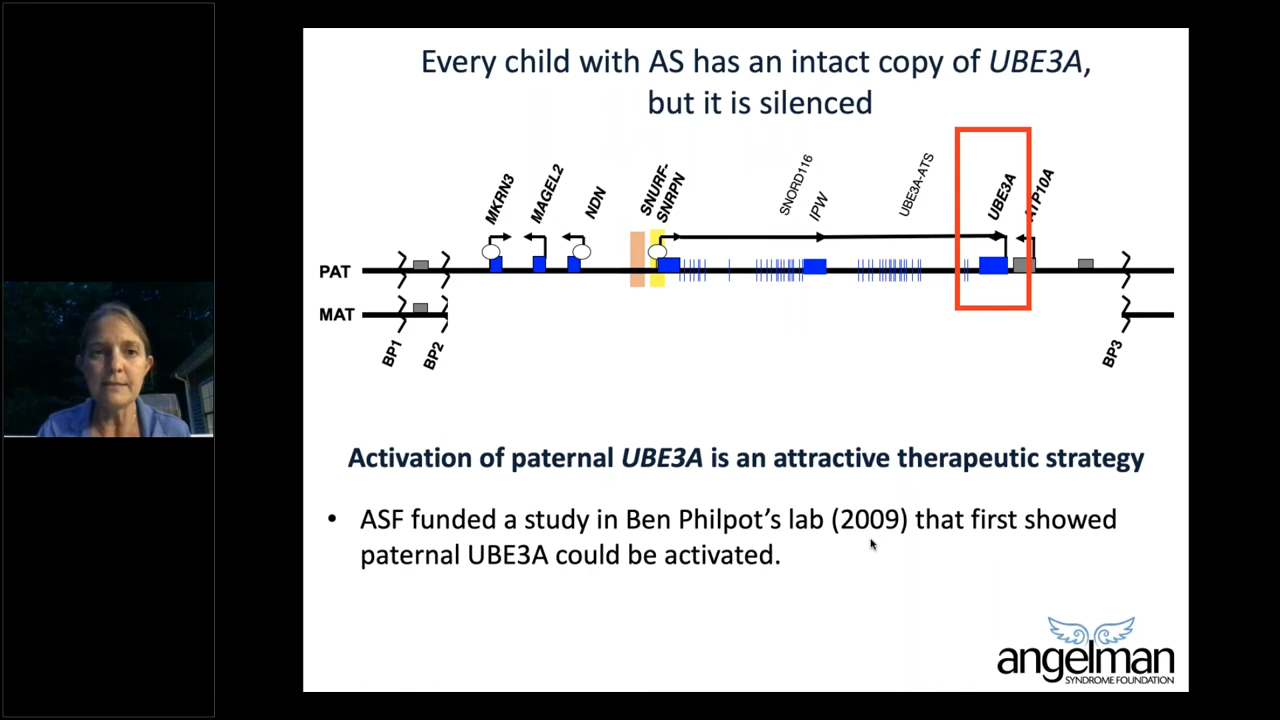 Every child with AS has an intact copy of UBE3A,
but it is silenced
MKRN3
MAGEL2
NDN
SNURF-
SNRPN
SNORD116
IPW
UBE3A-ATS
UBE3A
ATP10A
PAT
MAT
BP1
BP2
BP3
Activation of paternal UBE3A is an attractive therapeutic strategy
• ASF funded a study in Ben Philpot’s lab (2009) that first showed
paternal UBE3A could be activated.
angelman
SYNDROME FOUNDATION